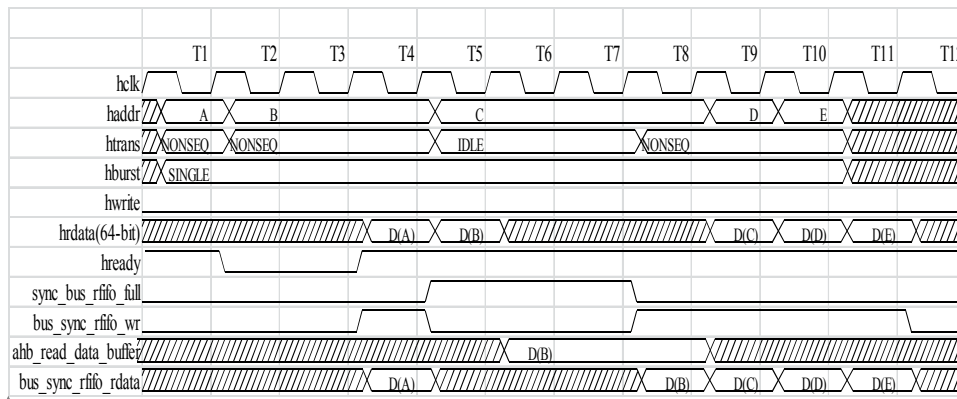 T1 T2 T3 T4 T5 T6 T7 T8 T9 T10 T11 T12
hclk
haddr A B C D E
htrans NONSEQ NONSEQ IDLE NONSEQ
hburst SINGLE
hwrite
hrdata(64-bit) D(A) D(B) D(C) D(D) D(E)
hready
sync_bus_rfifo_full
bus_sync_rfifo_wr
ahb_read_data_buffer D(B)
bus_sync_rfifo_rdata D(A) D(B) D(C) D(D) D(E)